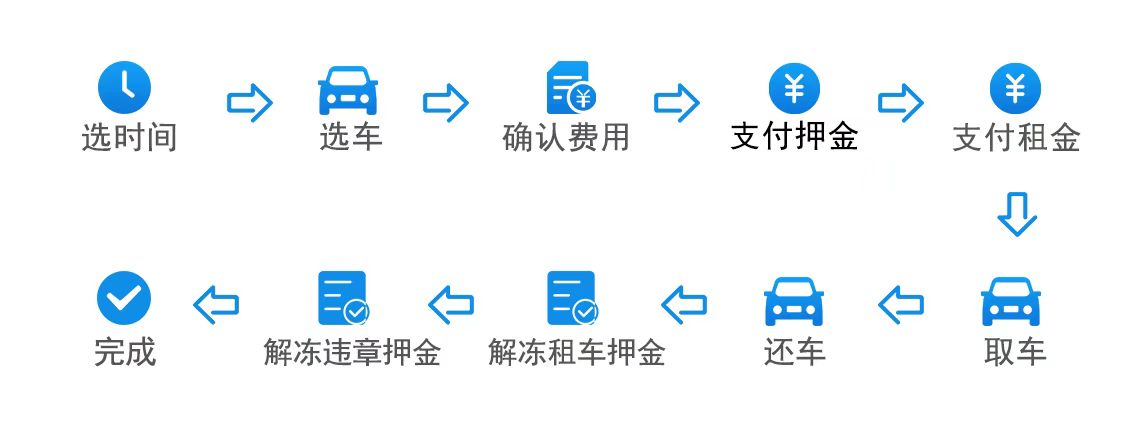 选时间
选车
确认费用
支付押金
支付租金
取车
还车
解冻租车押金
解冻违章押金
完成